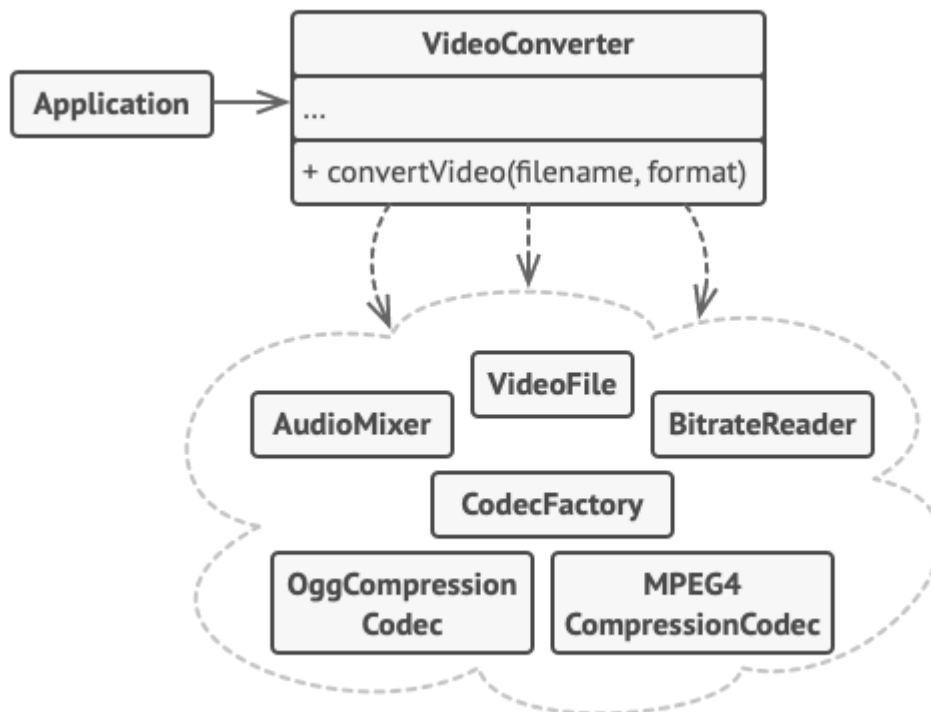 VideoConverter
Application
...
+ convertVideo(filename, format)
VideoFile
AudioMixer
BitrateReader
CodecFactory
OggCompression
Codec
MPEG4
CompressionCodec